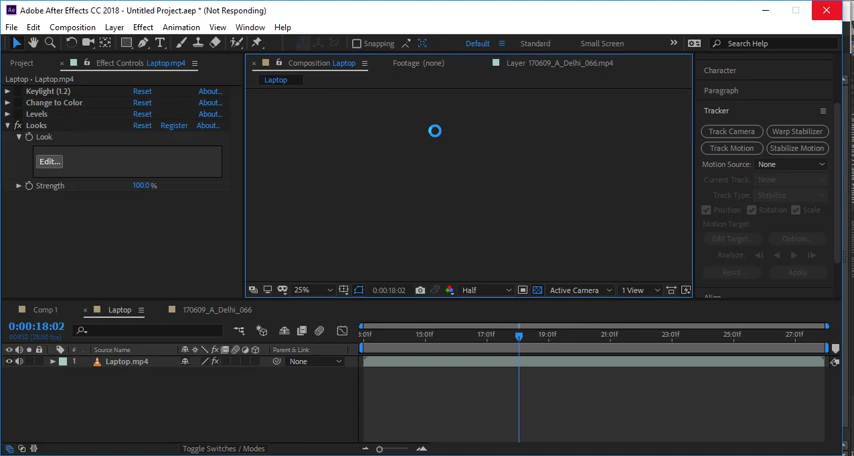 Adobe After Effects CC 2018 - Untitled Project.aep * (Not Responding)
File Edit Composition Layer Effect Animation View Window Help
Snapping Default Standard Small Screen Search Help
Project Effect Controls Laptop.mp4
Laptop • Laptop.mp4
Keylight (1.2) Reset About...
Change to Color Reset About...
Levels Reset About...
fx Looks Reset Register About...
Look
Edit...
Strength 100.0 %
Composition Laptop Footage (none) Layer 170609_A_Delhi_066.mp4
Laptop
25% 0:00:18:02 Half Active Camera 1 View
Character
Paragraph
Tracker
Track Camera Warp Stabilizer
Track Motion Stabilize Motion
Motion Source: None
Current Track: None
Track Type: Stabilize
Position Rotation Scale
Motion Target:
Edit Target... Options...
Analyze:
Reset Apply
Align
Comp 1 Laptop 170609_A_Delhi_066
0:00:18:02
00452 (25.00 fps)
3:01f 15:01f 17:01f 19:01f 21:01f 23:01f 25:01f 27:01f
# Source Name fx Parent & Link
1 Laptop.mp4 fx None
Toggle Switches / Modes